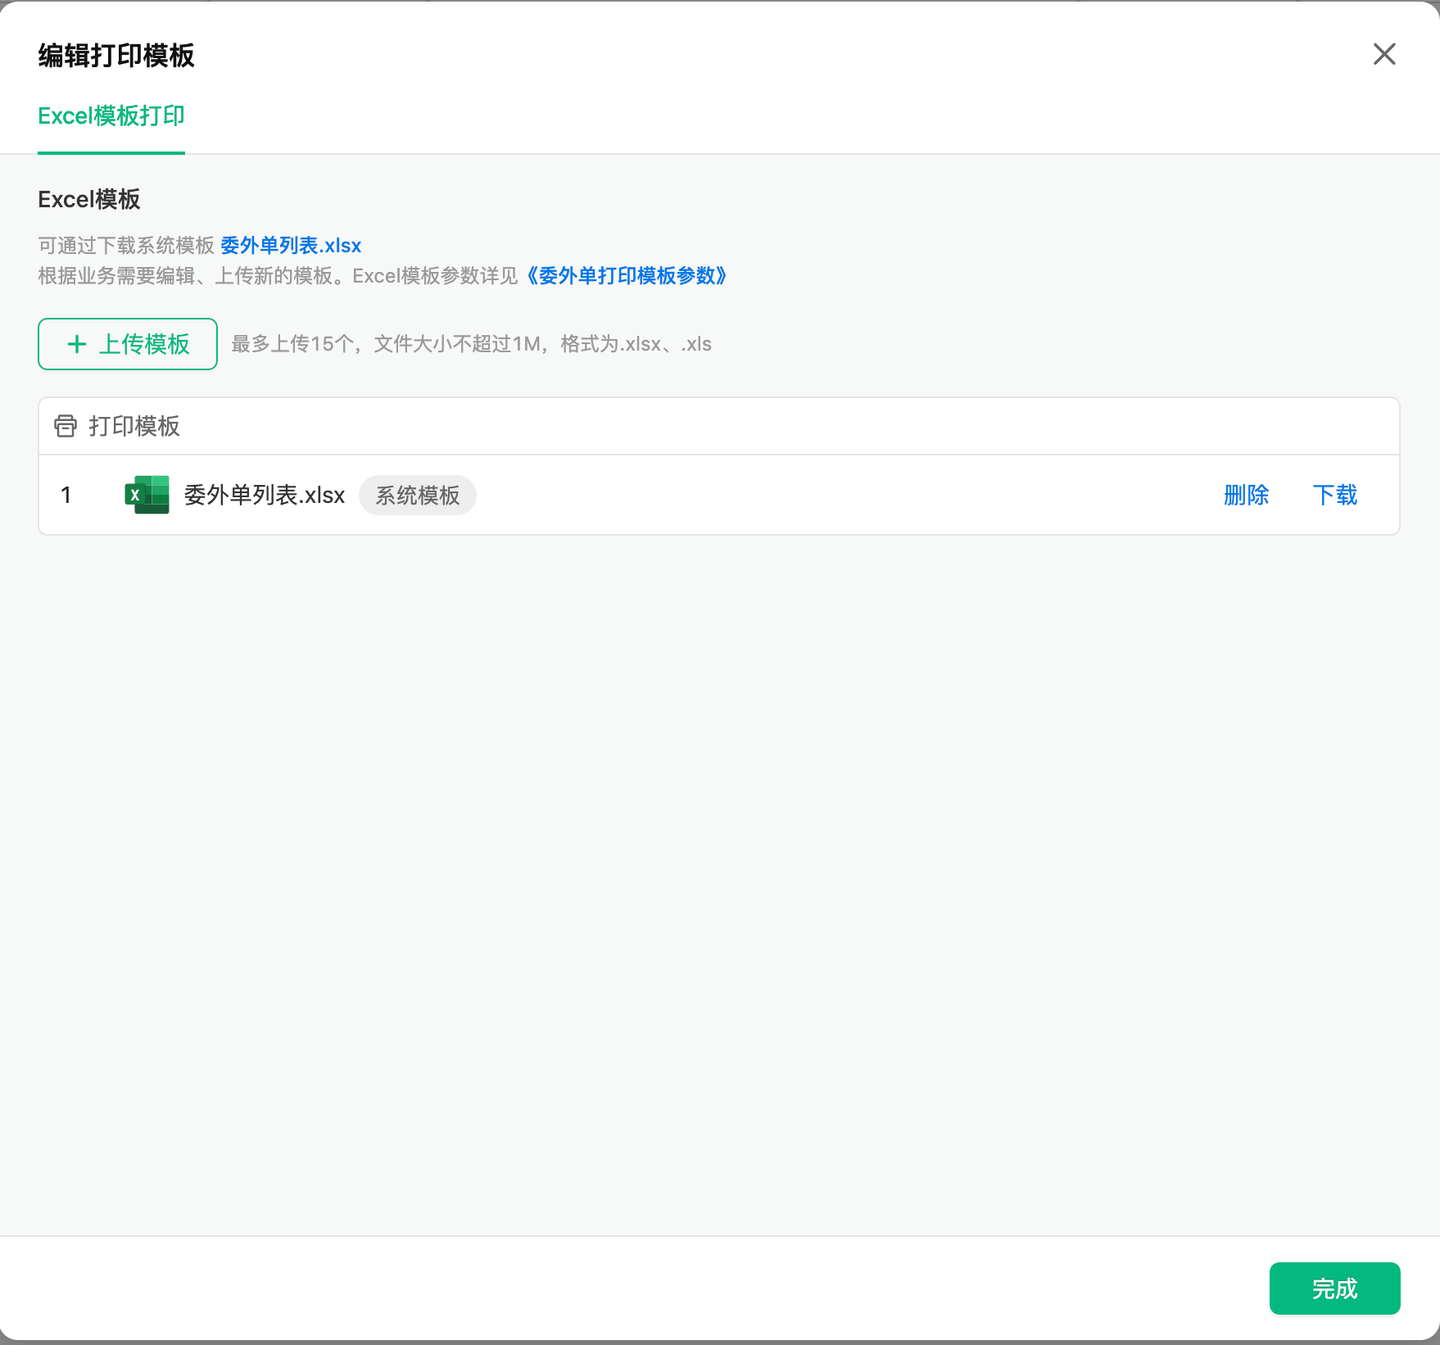 编辑打印模板
Excel模板打印
Excel模板
可通过下载系统模板 委外单列表.xlsx
根据业务需要编辑、上传新的模板。Excel模板参数详见《委外单打印模板参数》
上传模板 最多上传15个，文件大小不超过1M，格式为.xlsx、.xls
打印模板
1 委外单列表.xlsx 系统模板 删除 下载
完成